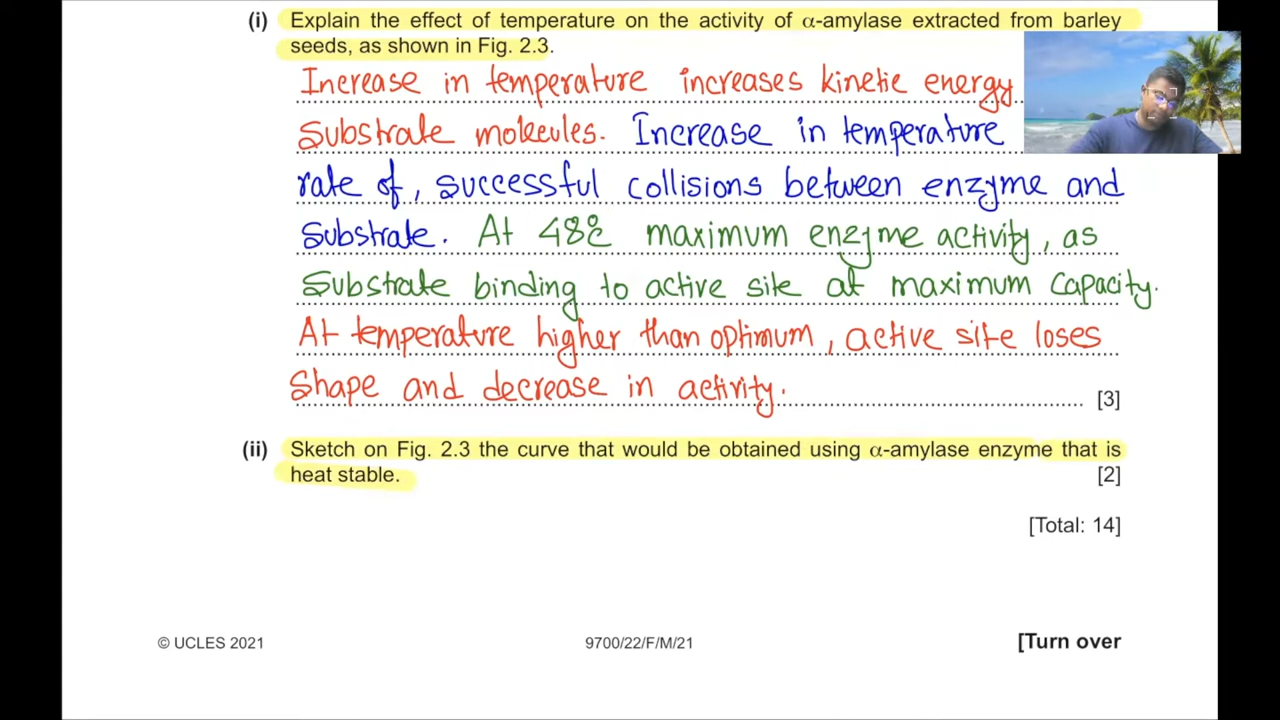 (i) Explain the effect of temperature on the activity of α-amylase extracted from barley
seeds, as shown in Fig. 2.3.
Increase in temperature increases kinetic energy
Substrate molecules. Increase in temperature
rate of, successful collisions between enzyme and
Substrate. At 48°C maximum enzyme activity, as
Substrate binding to active site at maximum capacity.
At temperature higher than optimum, active site loses
Shape and decrease in activity.
[3]
(ii) Sketch on Fig. 2.3 the curve that would be obtained using α-amylase enzyme that is
heat stable. [2]
[Total: 14]
© UCLES 2021 9700/22/F/M/21 [Turn over